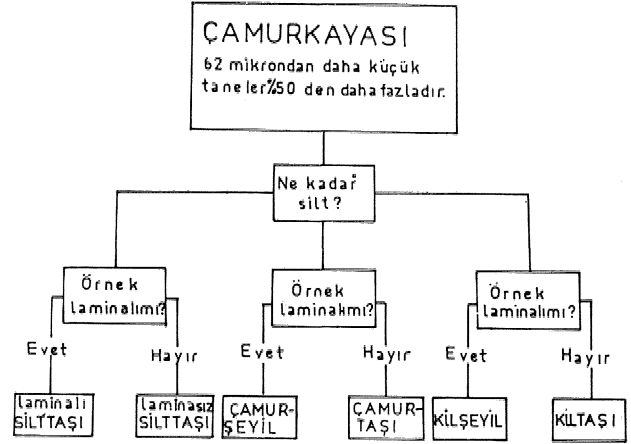 ÇAMURKAYASI
62 mikrondan daha küçük
taneler%50 den daha fazladır.
Ne kadar
silt?
Örnek
laminalımı?
Örnek
laminalımı?
Örnek
laminalımı?
Evet
Hayır
Evet
Hayır
Evet
Hayır
laminalı
SİLTTAŞI
laminasız
SİLTTAŞI
ÇAMUR-
ŞEYİL
ÇAMUR-
TAŞI
KİLŞEYİL
KİLTAŞI